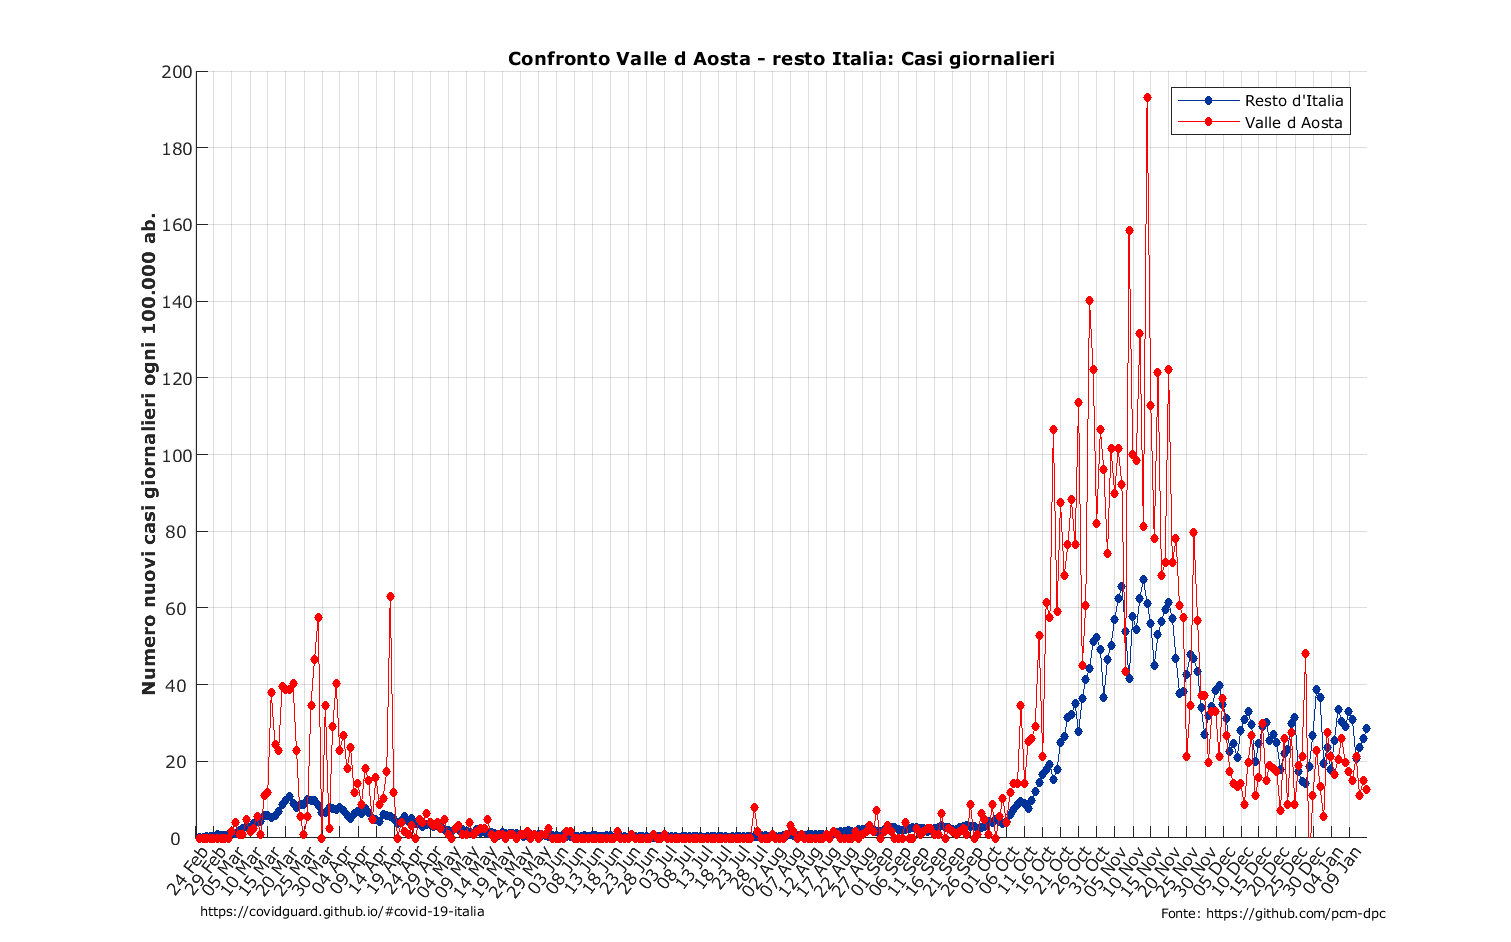 Confronto Valle d Aosta - resto Italia: Casi giornalieri
Resto d'Italia
Valle d Aosta
Numero nuovi casi giornalieri ogni 100.000 ab.
200
180
160
140
120
100
80
60
40
20
0
24 Feb
29 Feb
05 Mar
10 Mar
15 Mar
20 Mar
25 Mar
30 Mar
04 Apr
09 Apr
14 Apr
19 Apr
24 Apr
29 Apr
04 May
09 May
14 May
19 May
24 May
29 May
03 Jun
08 Jun
13 Jun
18 Jun
23 Jun
28 Jun
03 Jul
08 Jul
13 Jul
18 Jul
23 Jul
28 Jul
02 Aug
07 Aug
12 Aug
17 Aug
22 Aug
27 Aug
01 Sep
06 Sep
11 Sep
16 Sep
21 Sep
26 Sep
01 Oct
06 Oct
11 Oct
16 Oct
21 Oct
26 Oct
31 Oct
05 Nov
10 Nov
15 Nov
20 Nov
25 Nov
30 Nov
05 Dec
10 Dec
15 Dec
20 Dec
25 Dec
30 Dec
04 Jan
09 Jan
https://covidguard.github.io/#covid-19-italia
Fonte: https://github.com/pcm-dpc